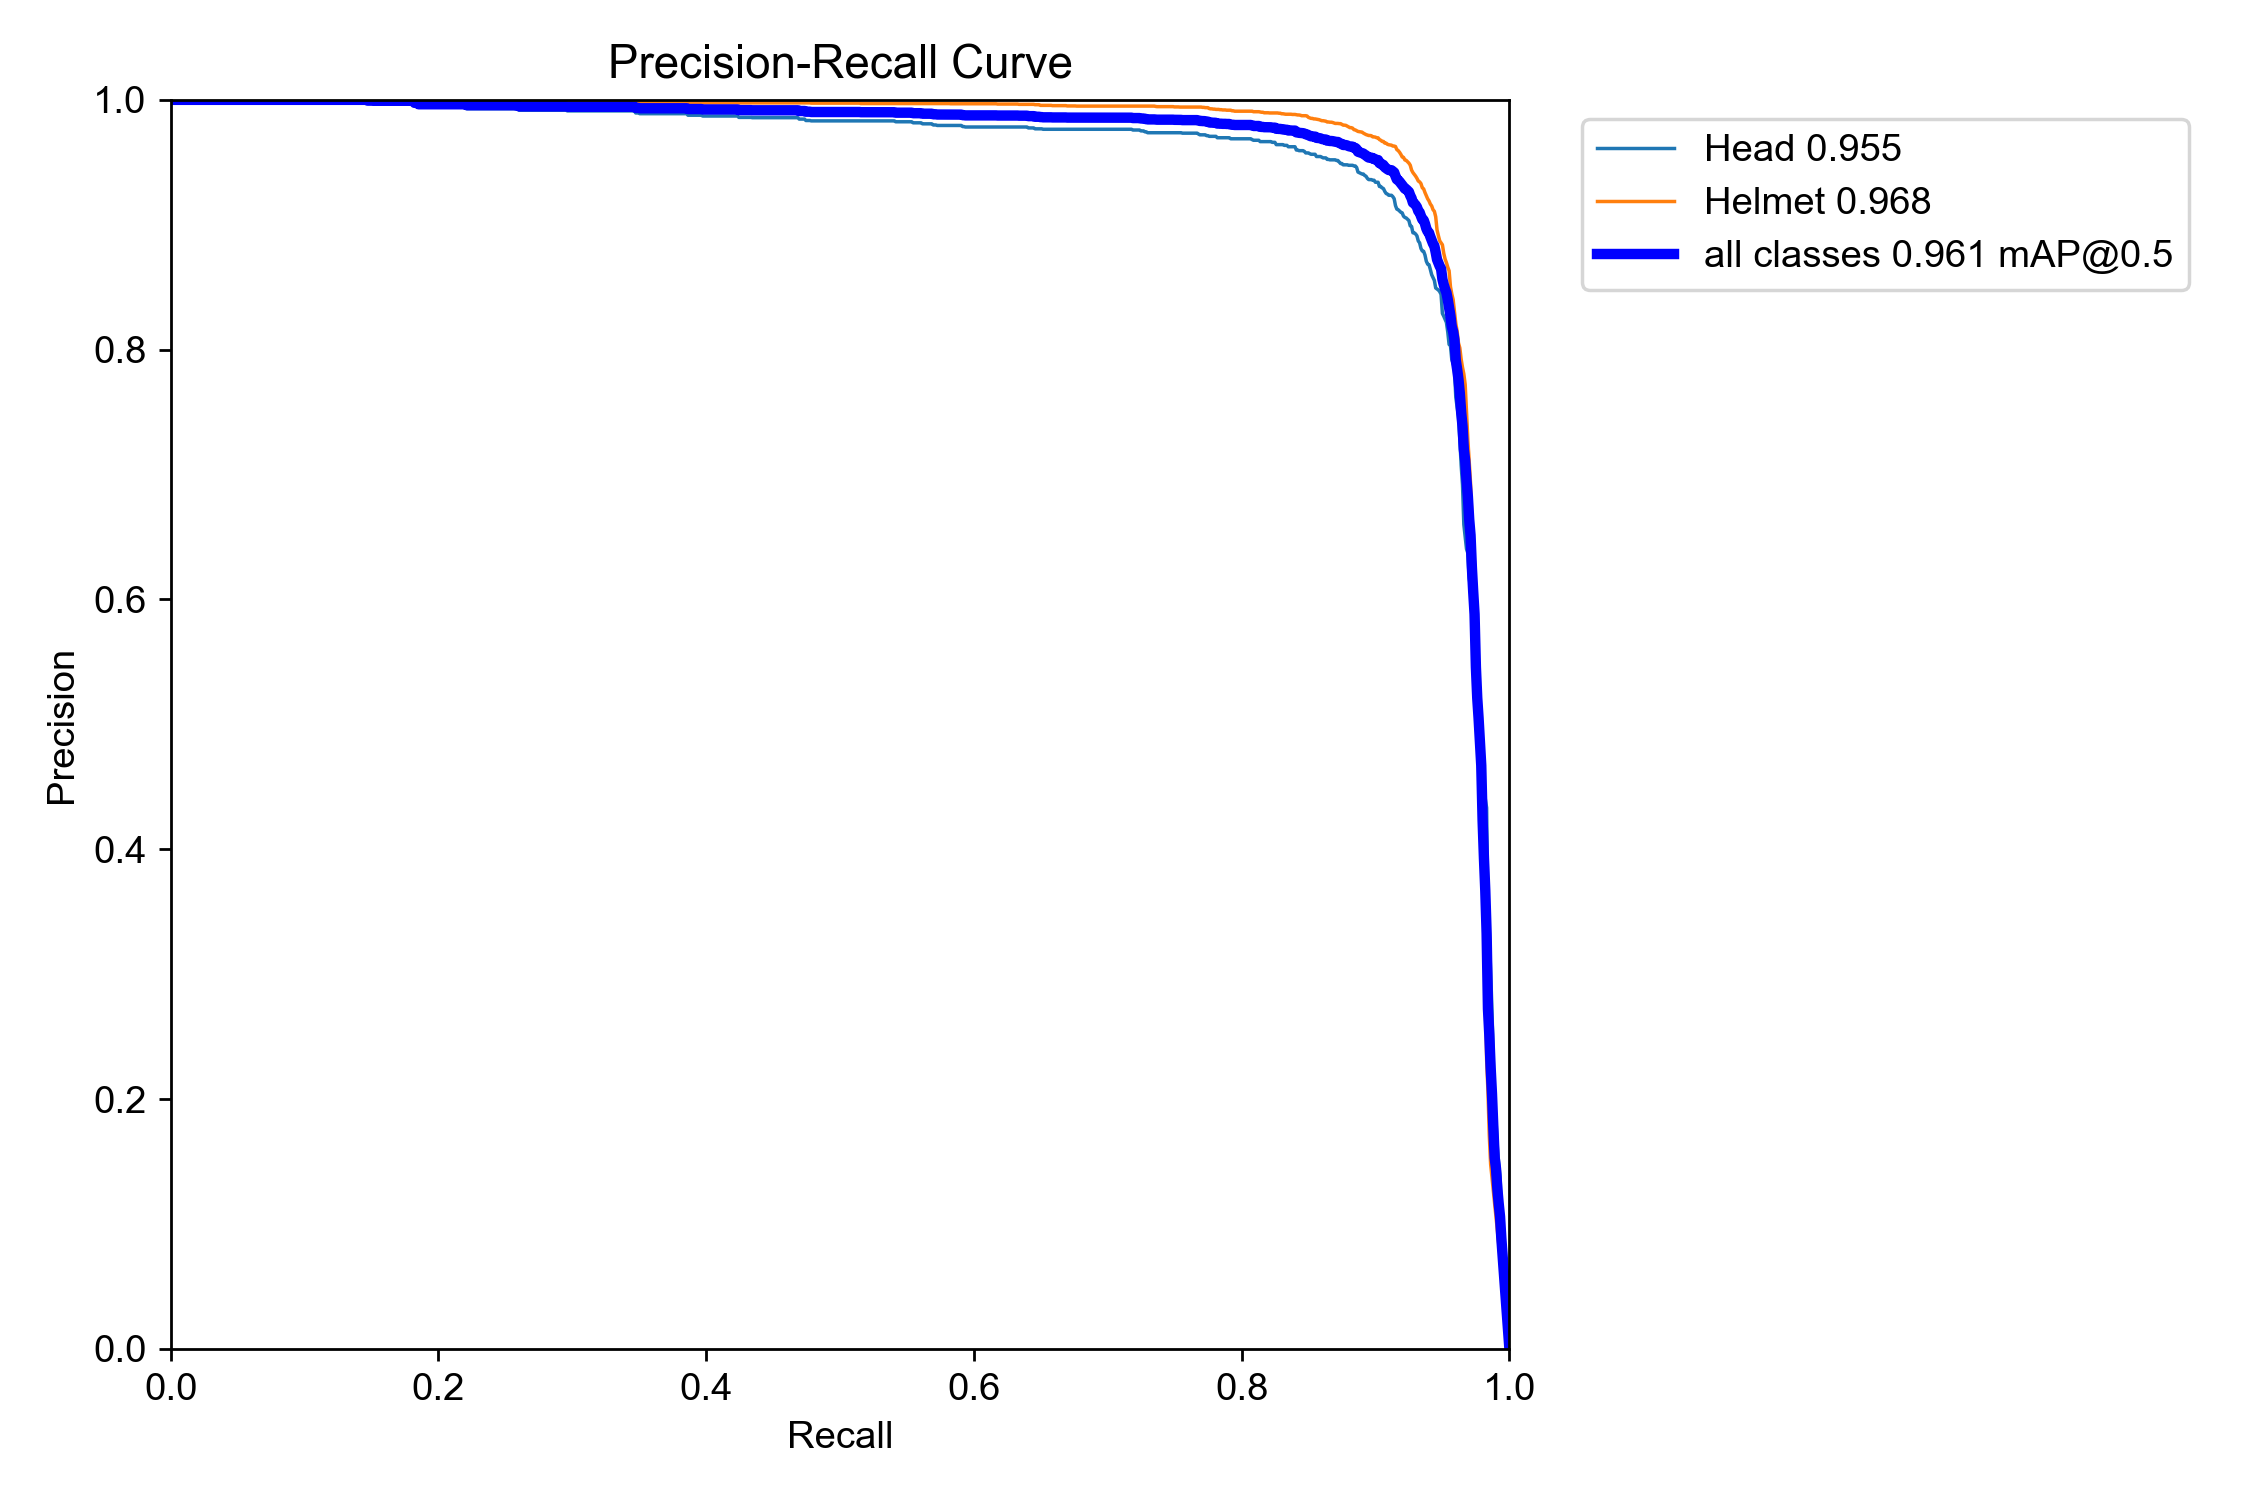 Precision-Recall Curve
1.0
0.8
0.6
0.4
0.2
0.0
Precision
0.0 0.2 0.4 0.6 0.8 1.0
Recall
Head 0.955
Helmet 0.968
all classes 0.961 mAP@0.5